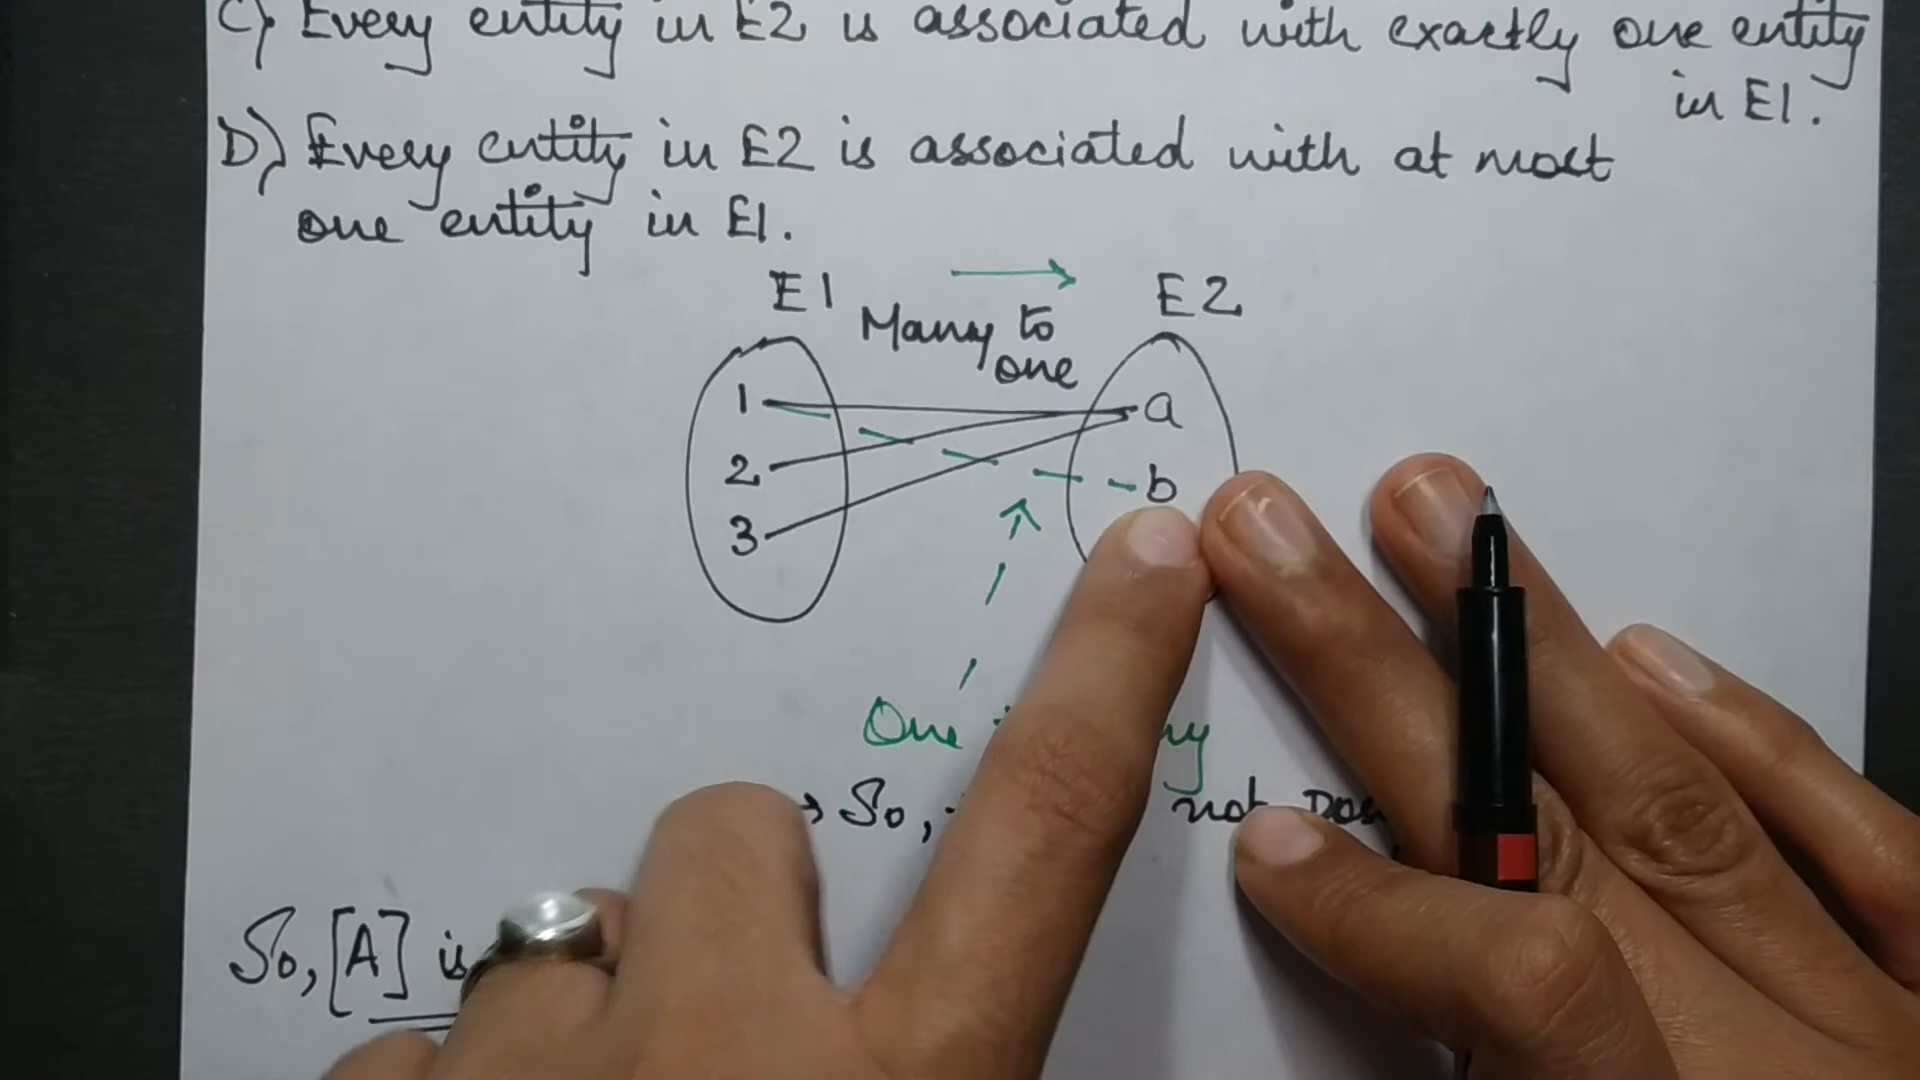 C) Every entity in E2 is associated with exactly one entity
in E1.
D) Every entity in E2 is associated with at most
one entity in E1.
E1 E2
Many to
one
1 a
2 b
3
One
So, not
So, [A] is